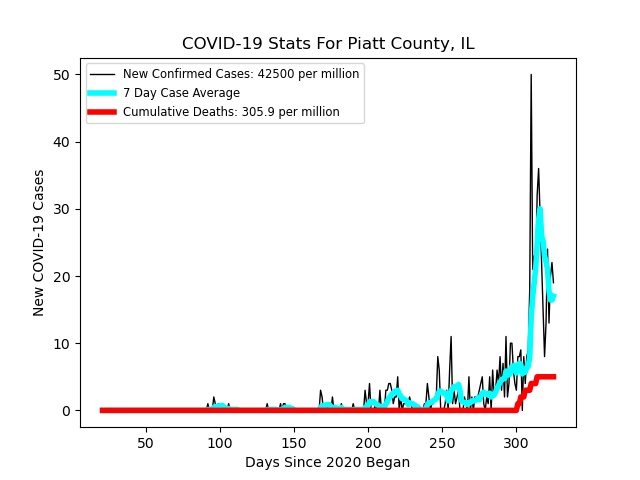 COVID-19 Stats For Piatt County, IL
New Confirmed Cases: 42500 per million
7 Day Case Average
Cumulative Deaths: 305.9 per million
New COVID-19 Cases
50
40
30
20
10
0
50 100 150 200 250 300
Days Since 2020 Began